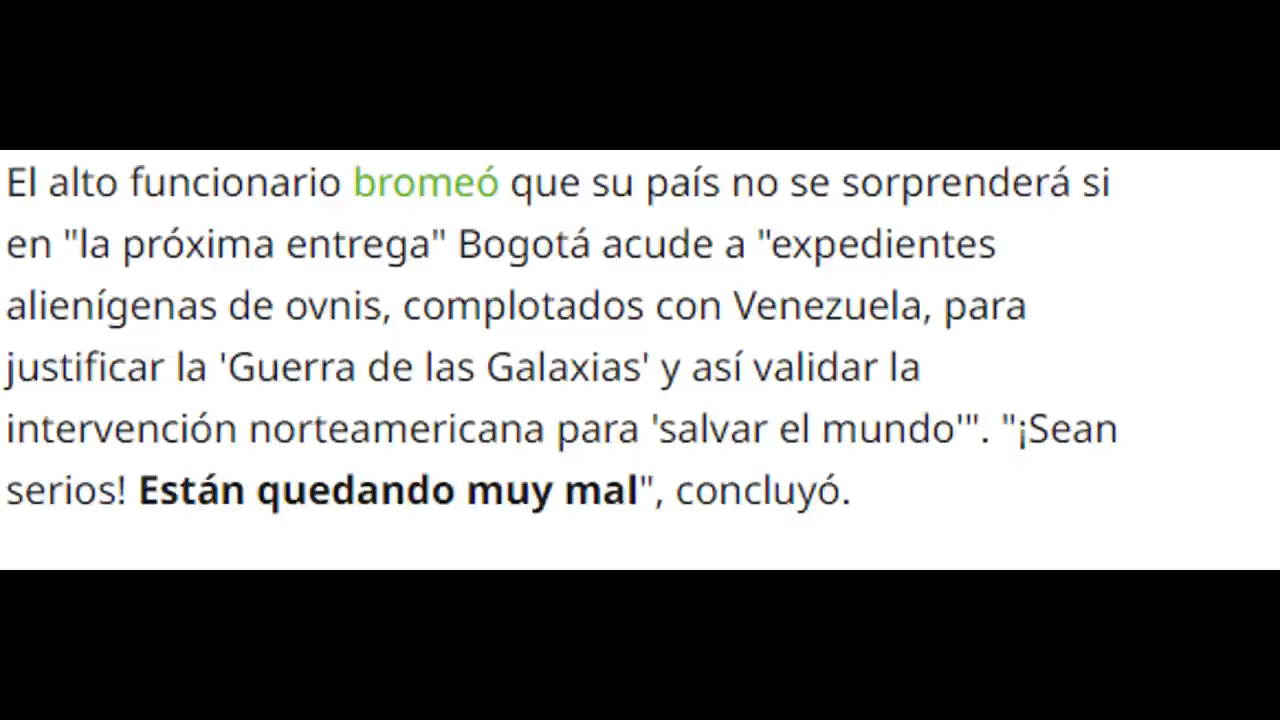 El alto funcionario bromeó que su país no se sorprenderá si
en "la próxima entrega" Bogotá acude a "expedientes
alienígenas de ovnis, complotados con Venezuela, para
justificar la 'Guerra de las Galaxias' y así validar la
intervención norteamericana para 'salvar el mundo'". "¡Sean
serios! Están quedando muy mal", concluyó.